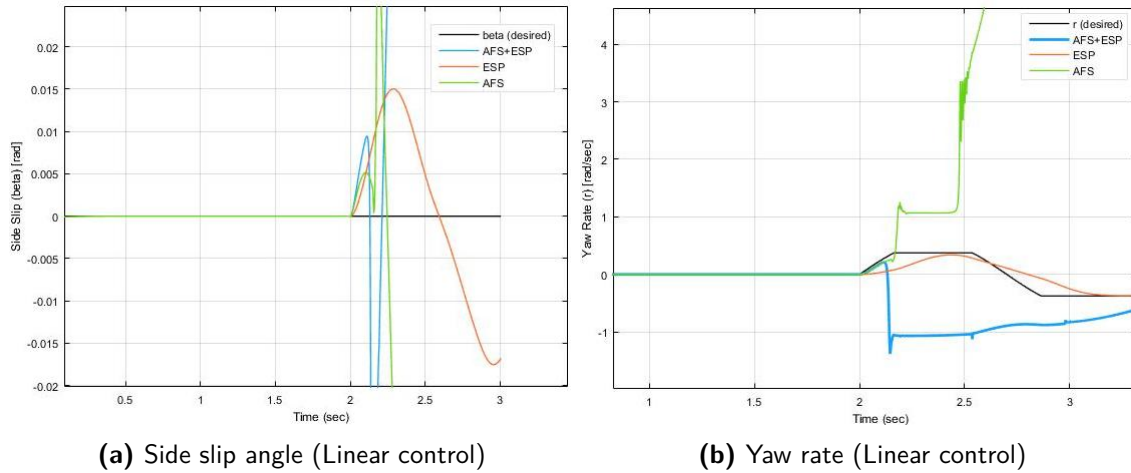 0.02
0.015
0.01
0.005
0
-0.005
-0.01
-0.015
-0.02
Side Slip (beta) [rad]
0.5
1
1.5
2
2.5
3
Time (sec)
beta (desired)
AFS+ESP
ESP
AFS
(a) Side slip angle (Linear control)
4
3
2
1
0
-1
Yaw Rate (r) [rad/sec]
1
1.5
2
2.5
3
Time (sec)
r (desired)
AFS+ESP
ESP
AFS
(b) Yaw rate (Linear control)